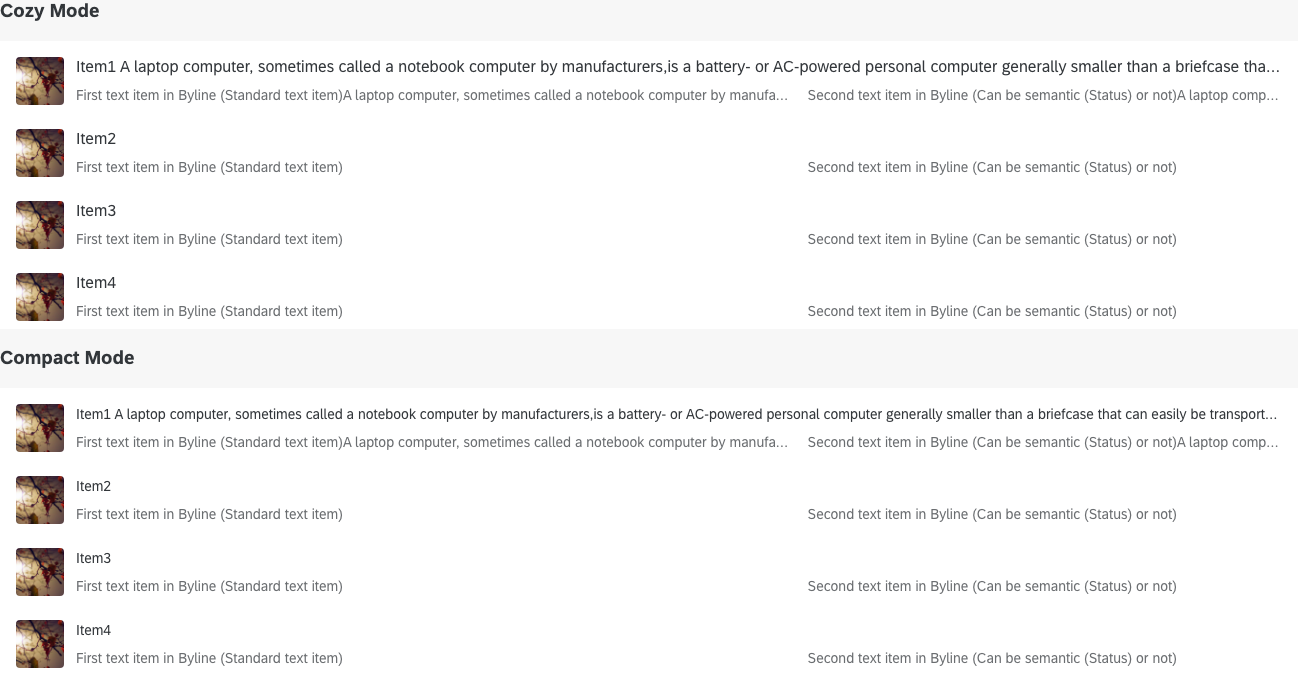 Cozy Mode
Item1 A laptop computer, sometimes called a notebook computer by manufacturers,is a battery- or AC-powered personal computer generally smaller than a briefcase tha...
First text item in Byline (Standard text item)A laptop computer, sometimes called a notebook computer by manufa... Second text item in Byline (Can be semantic (Status) or not)A laptop comp...
Item2
First text item in Byline (Standard text item) Second text item in Byline (Can be semantic (Status) or not)
Item3
First text item in Byline (Standard text item) Second text item in Byline (Can be semantic (Status) or not)
Item4
First text item in Byline (Standard text item) Second text item in Byline (Can be semantic (Status) or not)
Compact Mode
Item1 A laptop computer, sometimes called a notebook computer by manufacturers,is a battery- or AC-powered personal computer generally smaller than a briefcase that can easily be transport...
First text item in Byline (Standard text item)A laptop computer, sometimes called a notebook computer by manufa... Second text item in Byline (Can be semantic (Status) or not)A laptop comp...
Item2
First text item in Byline (Standard text item) Second text item in Byline (Can be semantic (Status) or not)
Item3
First text item in Byline (Standard text item) Second text item in Byline (Can be semantic (Status) or not)
Item4
First text item in Byline (Standard text item) Second text item in Byline (Can be semantic (Status) or not)